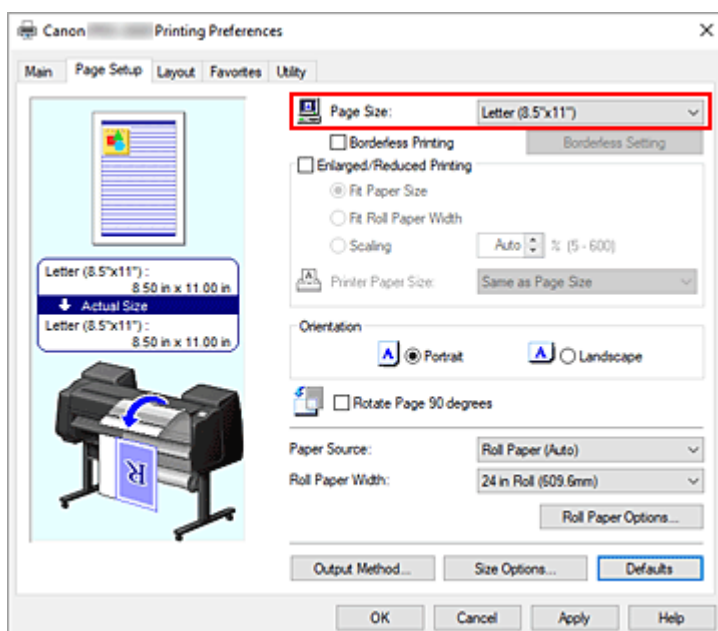 Canon Printing Preferences
Main Page Setup Layout Favorites Utility
Page Size: Letter (8.5"x11")
Borderless Printing Borderless Setting
Enlarged/Reduced Printing
Fit Paper Size
Fit Roll Paper Width
Scaling Auto % (5 - 600)
Printer Paper Size: Same as Page Size
Letter (8.5"x11") :
8.50 in x 11.00 in
Actual Size
Letter (8.5"x11") :
8.50 in x 11.00 in
Orientation
A Portrait A Landscape
Rotate Page 90 degrees
R
Paper Source: Roll Paper (Auto)
Roll Paper Width: 24 in Roll (609.6mm)
Roll Paper Options...
Output Method... Size Options... Defaults
OK Cancel Apply Help